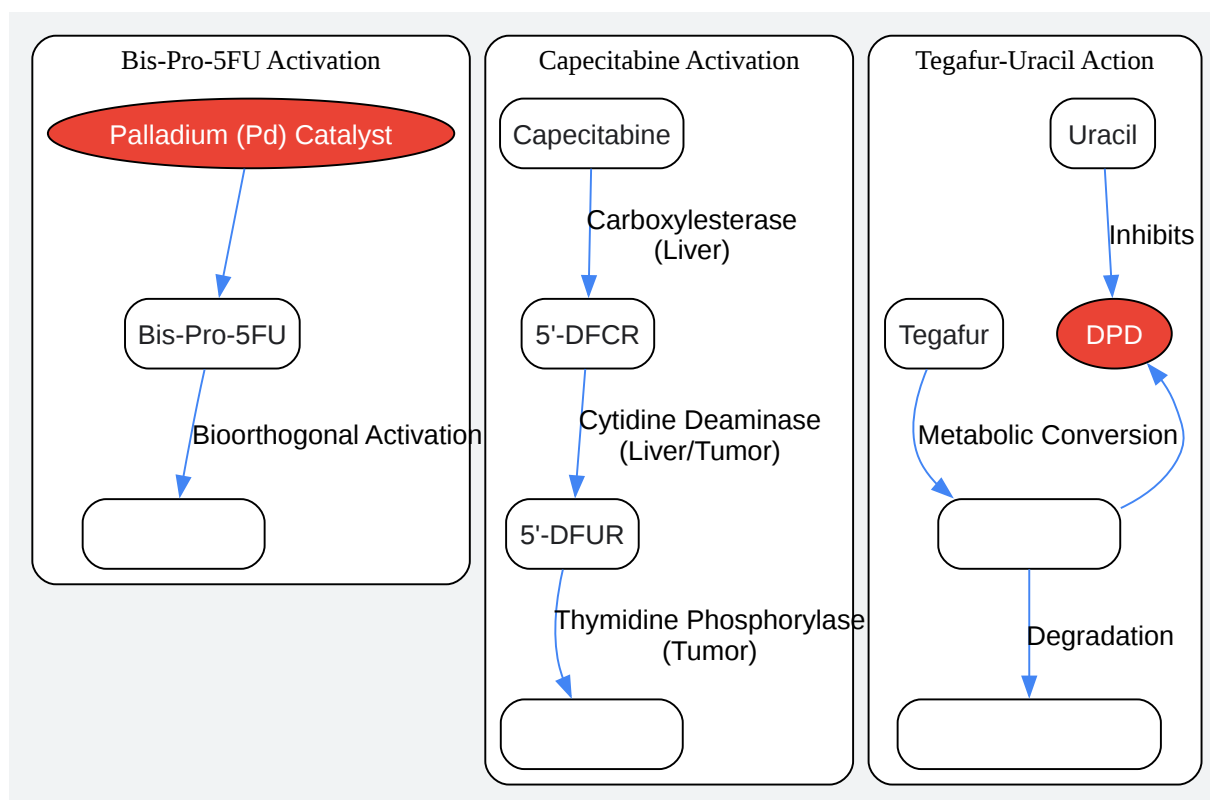 Bis-Pro-5FU Activation
Palladium (Pd) Catalyst
Bis-Pro-5FU
Bioorthogonal Activation
Capecitabine Activation
Capecitabine
Carboxylesterase
(Liver)
5'-DFCR
Cytidine Deaminase
(Liver/Tumor)
5'-DFUR
Thymidine Phosphorylase
(Tumor)
Tegafur-Uracil Action
Uracil
Inhibits
Tegafur
DPD
Metabolic Conversion
Degradation